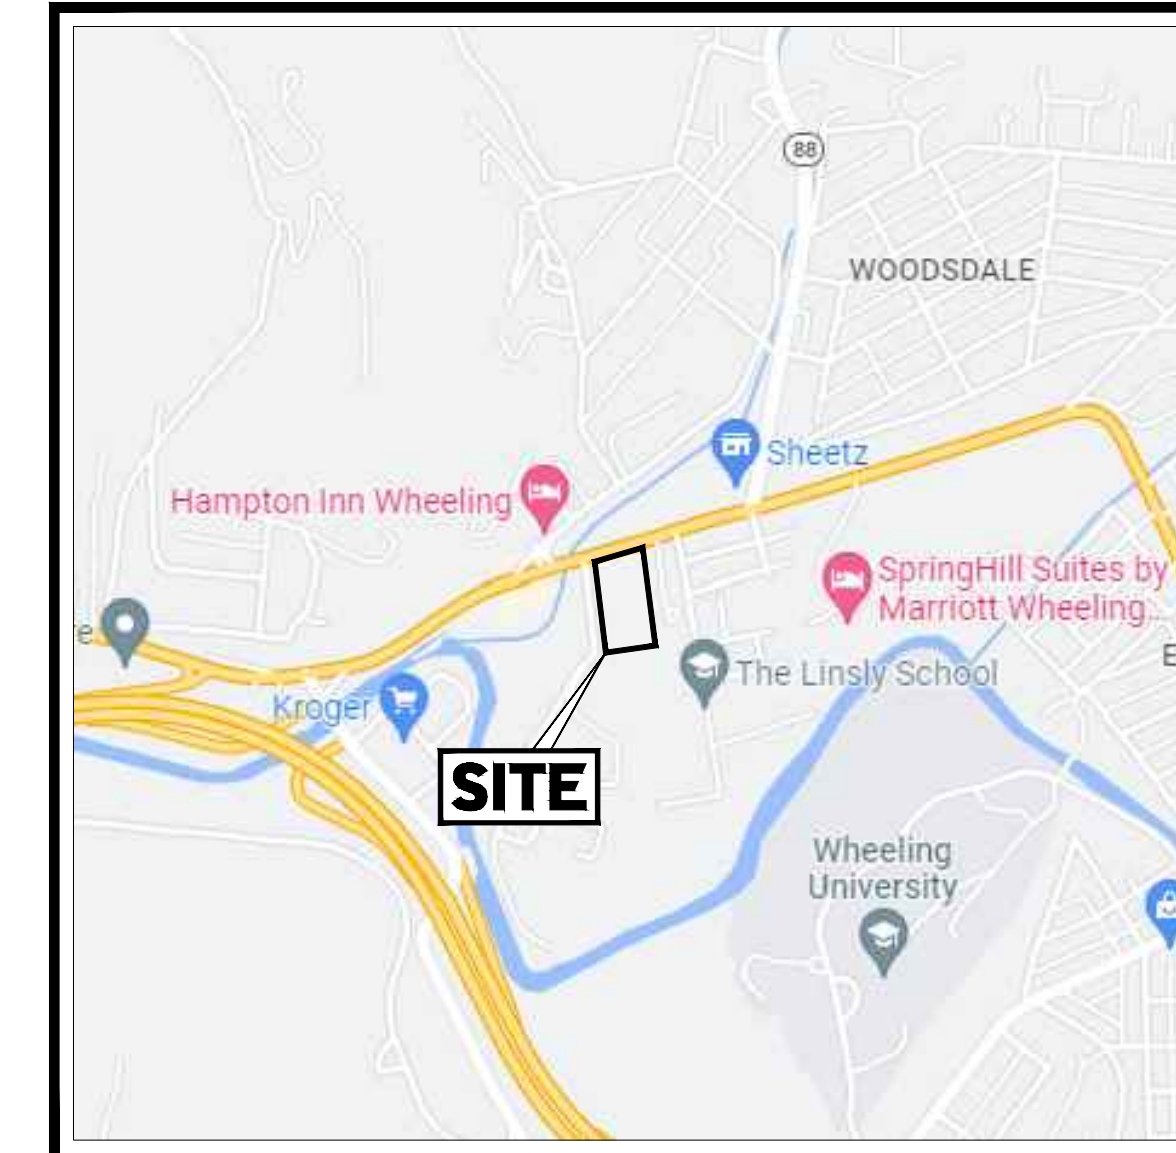 88
WOODSDALE
Sheetz
Hampton Inn Wheeling
SpringHill Suites by
Marriott Wheeling...
The Linsly School
Kroger
SITE
Wheeling
University